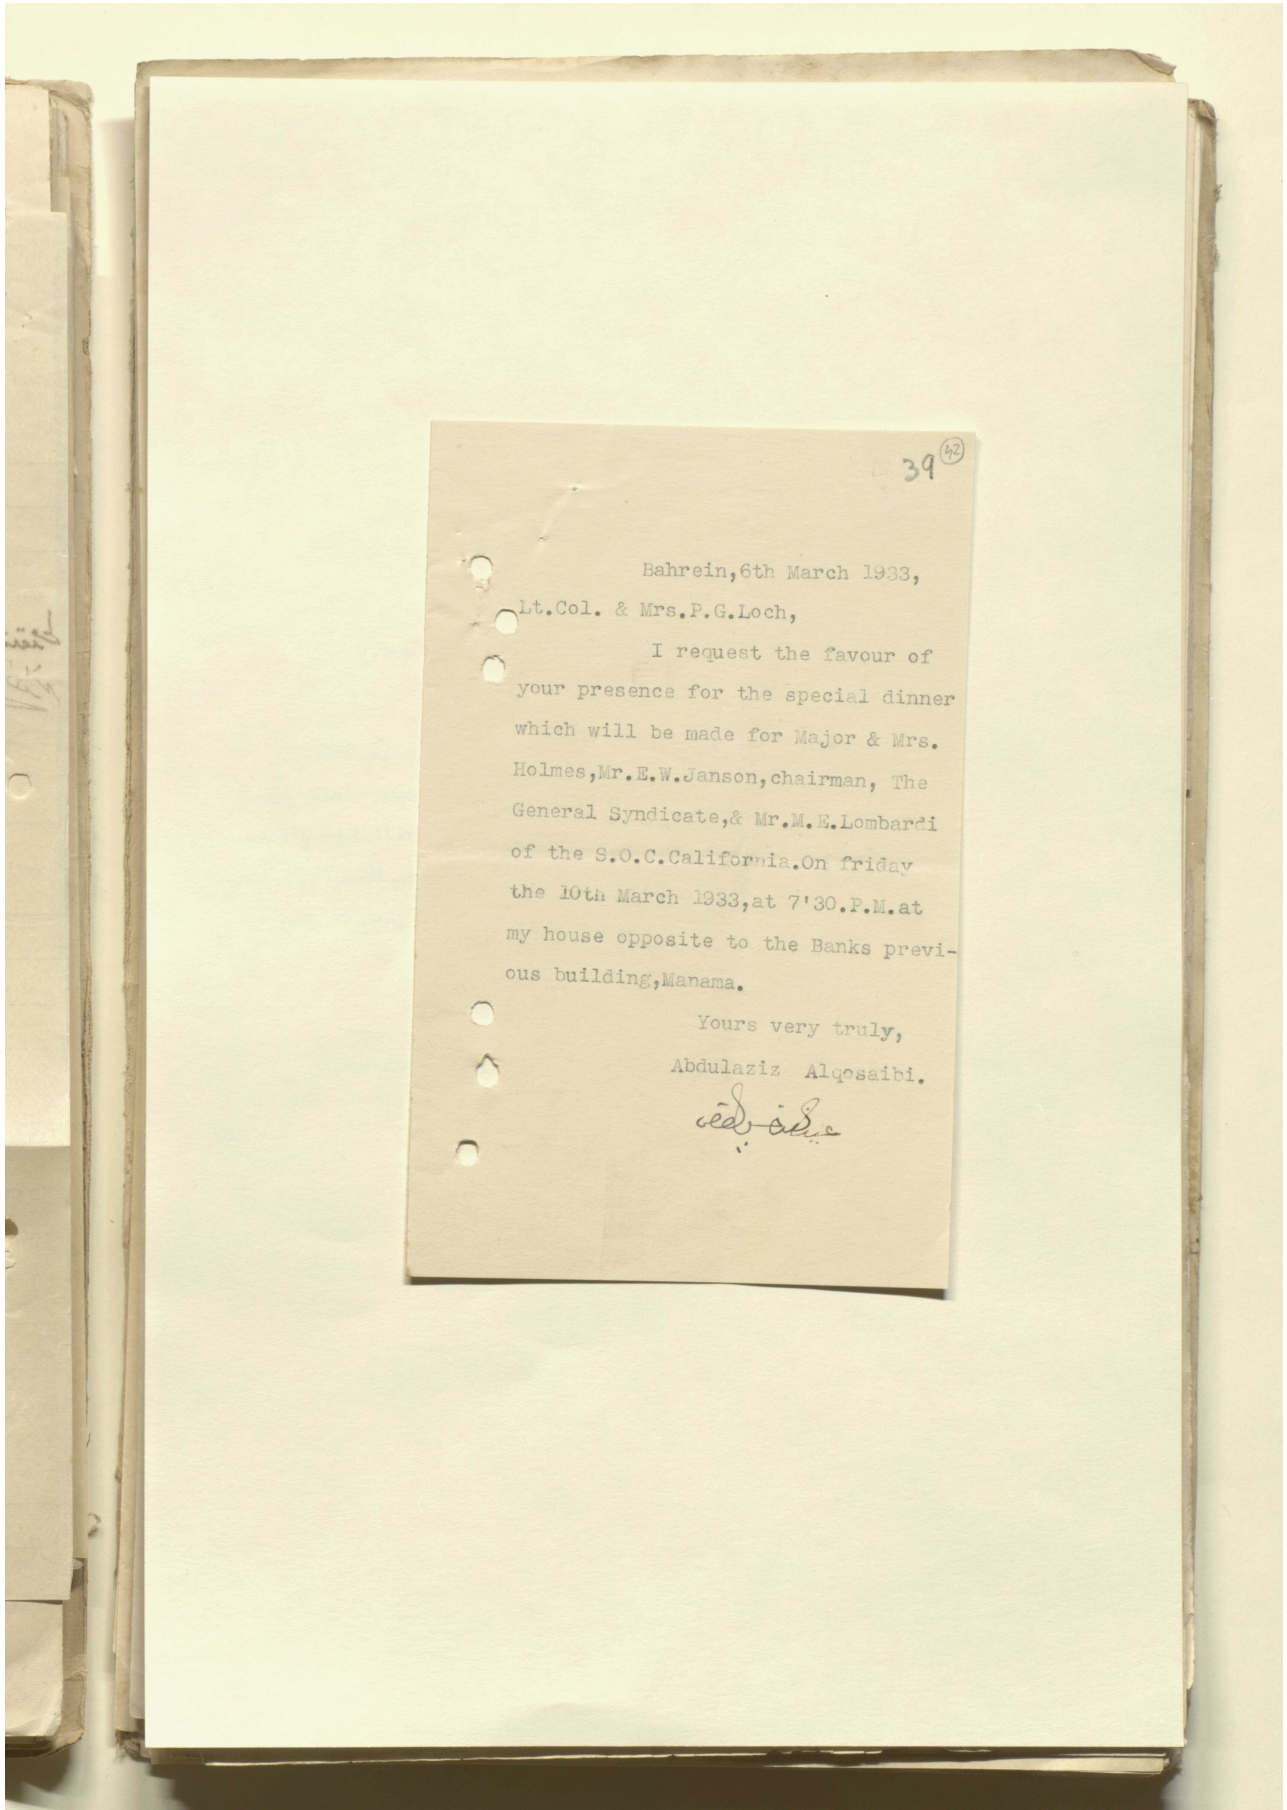 39
42
Bahrein,6th March 1933,
Lt.Col. & Mrs.P.G.Loch,
I request the favour of
your presence for the special dinner
which will be made for Major & Mrs.
Holmes,Mr.E.W.Janson,chairman, The
General Syndicate,& Mr.M.E.Lombardi
of the S.O.C.California.On friday
the 10th March 1933,at 7'30.P.M.at
my house opposite to the Banks previ-
ous building,Manama.
Yours very truly,
Abdulaziz Alqosaibi.